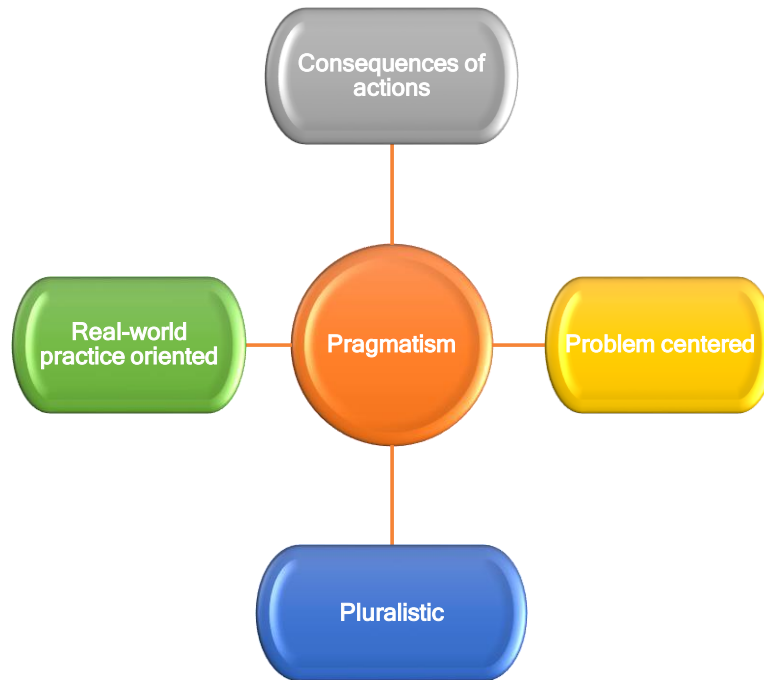 Consequences of
actions
Real-world
practice oriented
Pragmatism
Problem centered
Pluralistic